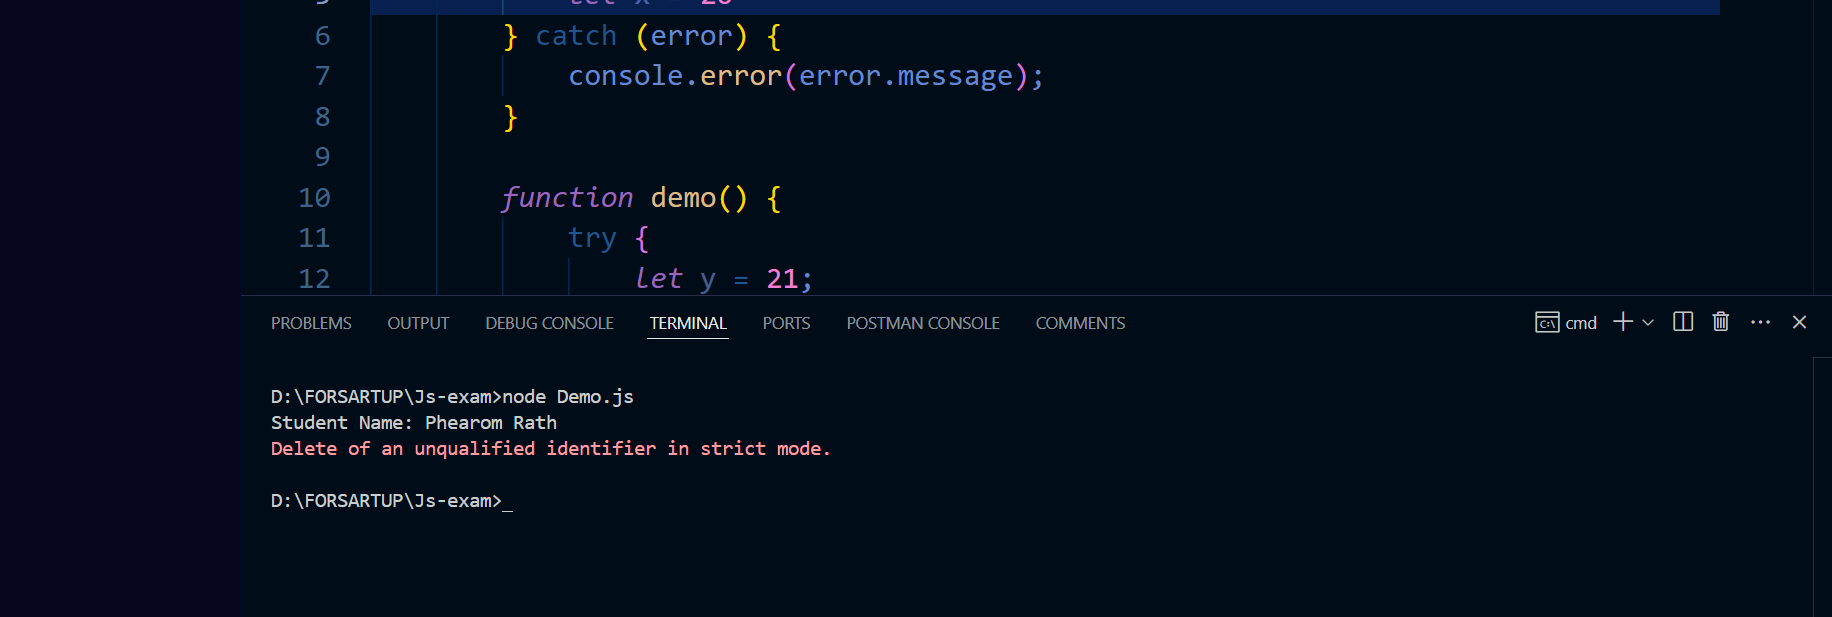 5 let x = 20
6 } catch (error) {
7 console.error(error.message);
8 }
9
10 function demo() {
11 try {
12 let y = 21;
PROBLEMS OUTPUT DEBUG CONSOLE TERMINAL PORTS POSTMAN CONSOLE COMMENTS cmd
D:\FORSARTUP\Js-exam>node Demo.js
Student Name: Phearom Rath
Delete of an unqualified identifier in strict mode.
D:\FORSARTUP\Js-exam>_